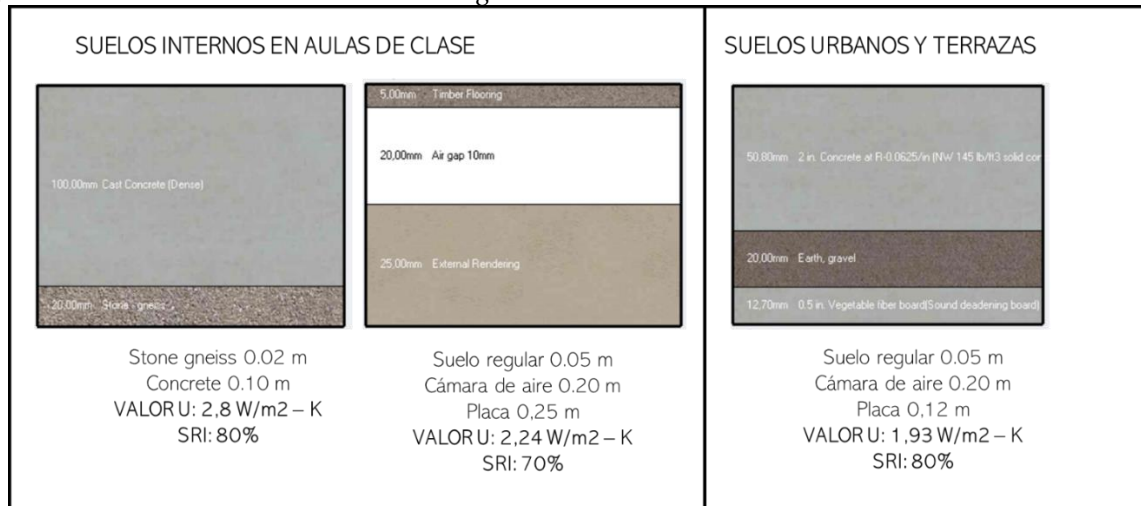 SUELOS INTERNOS EN AULAS DE CLASE
100,00mm Cast Concrete (Dense)
20,00mm Stone - gneiss
Stone gneiss 0.02 m
Concrete 0.10 m
VALOR U: 2,8 W/m2 – K
SRI: 80%
5,00mm Timber Flooring
20,00mm Air gap 10mm
25,00mm External Rendering
Suelo regular 0.05 m
Cámara de aire 0.20 m
Placa 0,25 m
VALOR U: 2,24 W/m2 – K
SRI: 70%
SUELOS URBANOS Y TERRAZAS
50,80mm 2 in. Concrete at R-0.0625/in (NW 145 lb/ft3 solid con
20,00mm Earth, gravel
12,70mm 0.5 in. Vegetable fiber board(Sound deadening board)
Suelo regular 0.05 m
Cámara de aire 0.20 m
Placa 0,12 m
VALOR U: 1,93 W/m2 – K
SRI: 80%